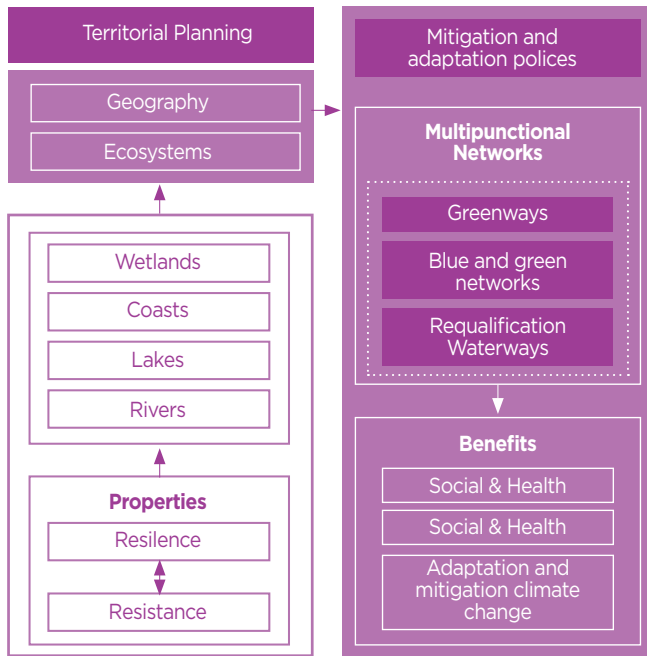 Territorial Planning
Geography
Ecosystems
Wetlands
Coasts
Lakes
Rivers
Properties
Resilence
Resistance
Mitigation and
adaptation polices
Multipunctional
Networks
Greenways
Blue and green
networks
Requalification
Waterways
Benefits
Social & Health
Social & Health
Adaptation and
mitigation climate
change